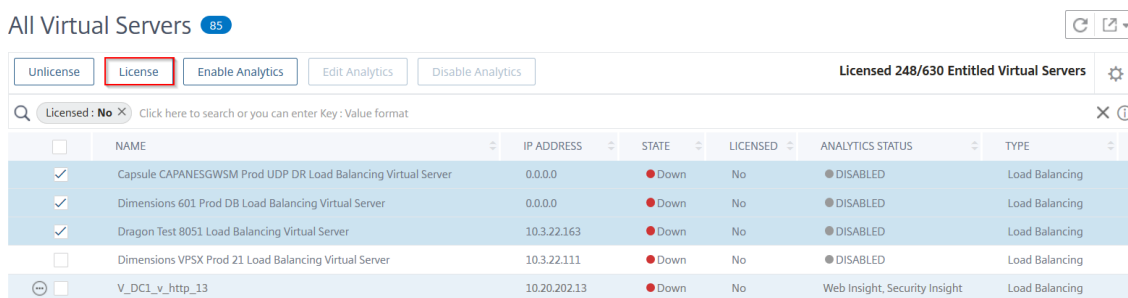 All Virtual Servers 85
Unlicense License Enable Analytics Edit Analytics Disable Analytics Licensed 248/630 Entitled Virtual Servers
Licensed : No Click here to search or you can enter Key : Value format
NAME IP ADDRESS STATE LICENSED ANALYTICS STATUS TYPE
Capsule CAPANESGWSM Prod UDP DR Load Balancing Virtual Server 0.0.0.0 Down No DISABLED Load Balancing
Dimensions 601 Prod DB Load Balancing Virtual Server 0.0.0.0 Down No DISABLED Load Balancing
Dragon Test 8051 Load Balancing Virtual Server 10.3.22.163 Down No DISABLED Load Balancing
Dimensions VPSX Prod 21 Load Balancing Virtual Server 10.3.22.111 Down No DISABLED Load Balancing
V_DC1_v_http_13 10.20.202.13 Down No Web Insight, Security Insight Load Balancing